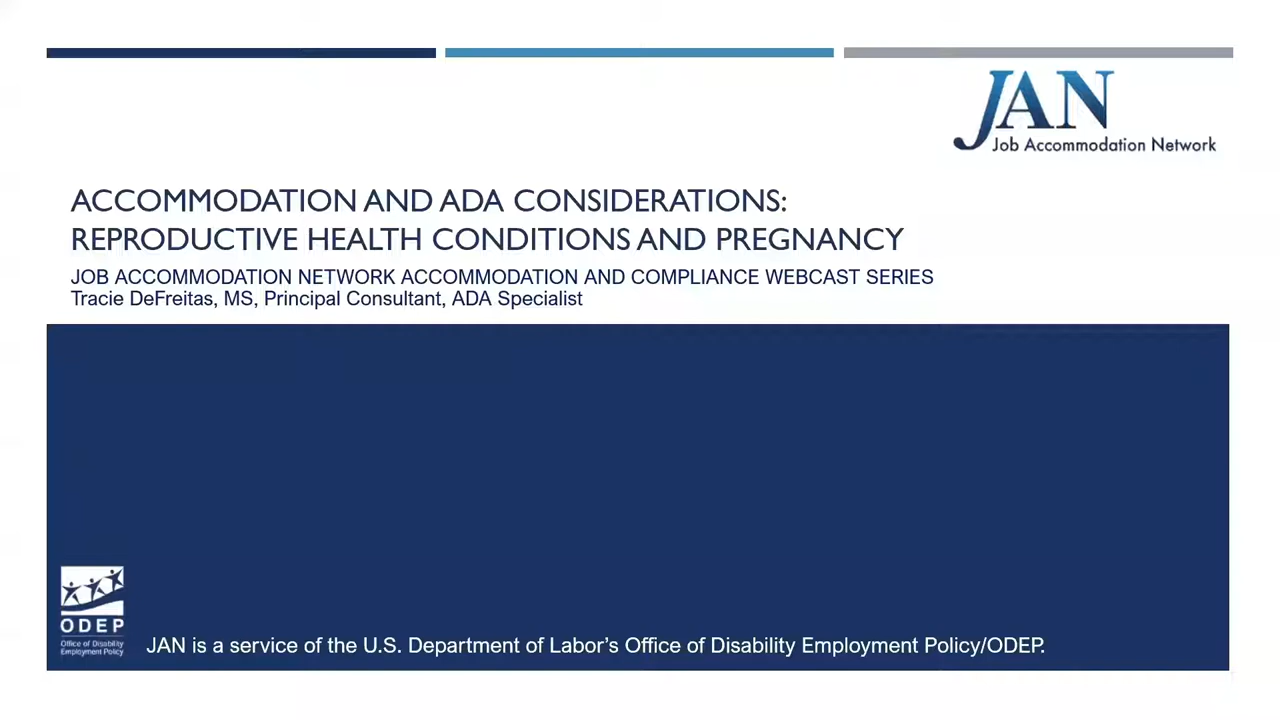 JAN
Job Accommodation Network
ACCOMMODATION AND ADA CONSIDERATIONS:
REPRODUCTIVE HEALTH CONDITIONS AND PREGNANCY
JOB ACCOMMODATION NETWORK ACCOMMODATION AND COMPLIANCE WEBCAST SERIES
Tracie DeFreitas, MS, Principal Consultant, ADA Specialist
ODEP
Office of Disability
Employment Policy
JAN is a service of the U.S. Department of Labor’s Office of Disability Employment Policy/ODEP.